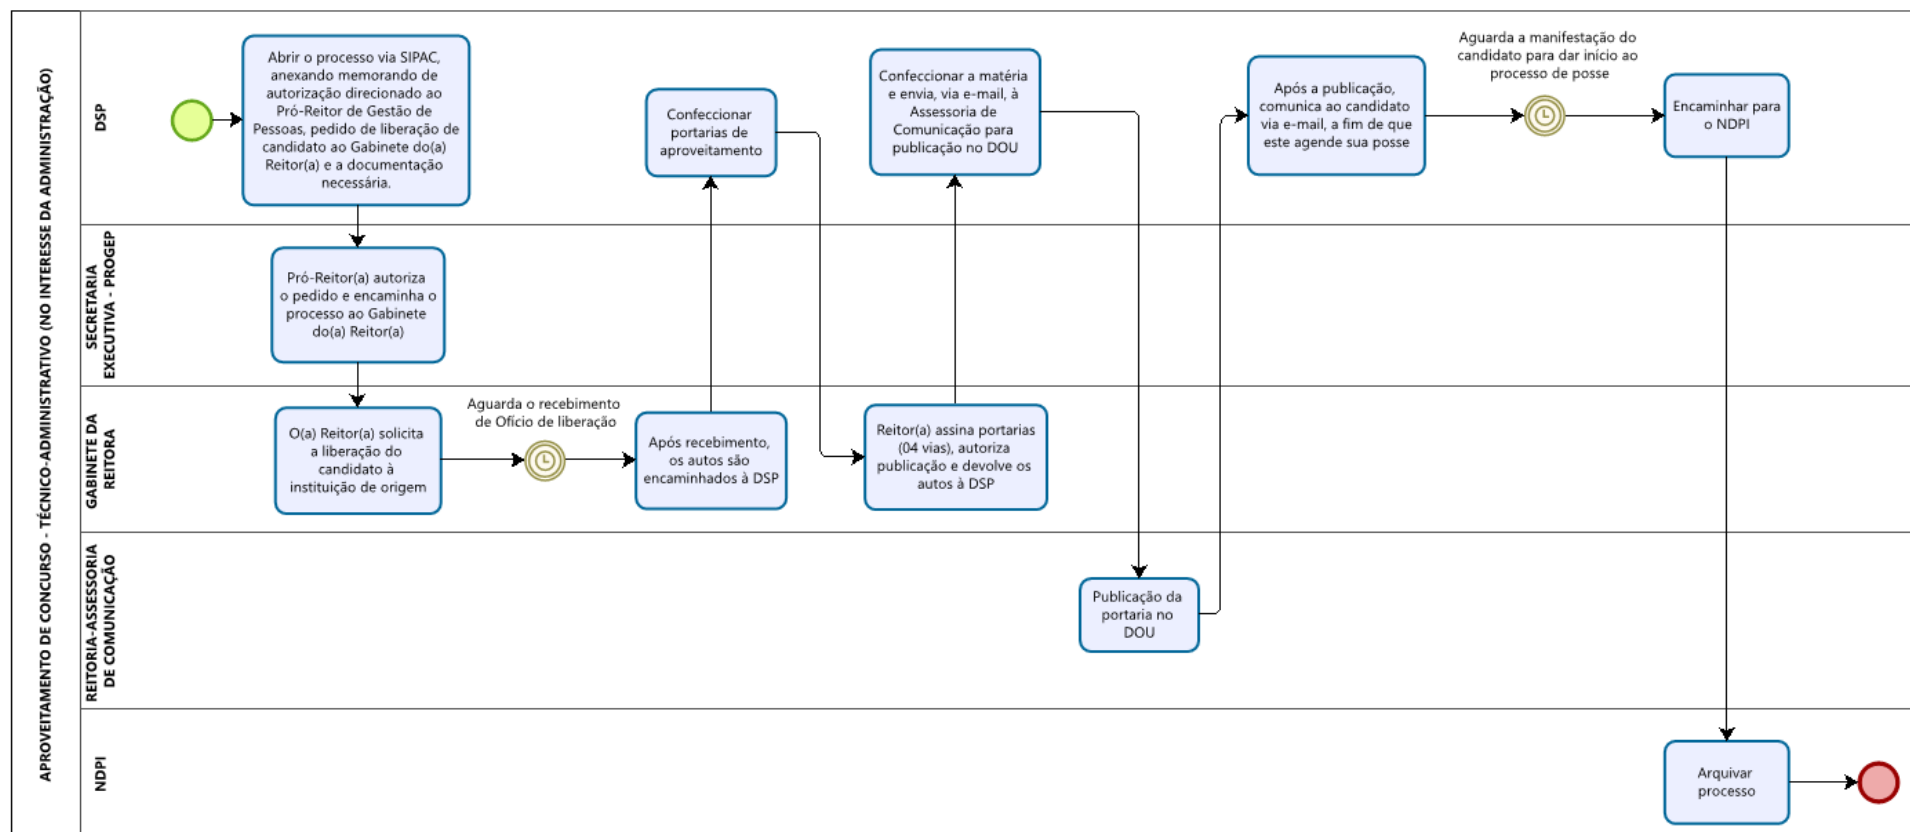 APROVEITAMENTO DE CONCURSO - TÉCNICO-ADMINISTRATIVO (NO INTERESSE DA ADMINISTRAÇÃO)
DSP
Abrir o processo via SIPAC,
anexando memorando de
autorização direcionado ao
Pró-Reitor de Gestão de
Pessoas, pedido de liberação de
candidato ao Gabinete do(a)
Reitor(a) e a documentação
necessária.
Confeccionar
portarias de
aproveitamento
Confeccionar a matéria
e envia, via e-mail, à
Assessoria de
Comunicação para
publicação no DOU
Após a publicação,
comunica ao candidato
via e-mail, a fim de que
este agende sua posse
Aguarda a manifestação do
candidato para dar início ao
processo de posse
Encaminhar para
o NDPI
SECRETARIA
EXECUTIVA - PROGEP
Pró-Reitor(a) autoriza
o pedido e encaminha o
processo ao Gabinete
do(a) Reitor(a)
GABINETE DA
REITORA
O(a) Reitor(a) solicita
a liberação do
candidato à
instituição de origem
Aguarda o recebimento
de Ofício de liberação
Após recebimento,
os autos são
encaminhados à DSP
Reitor(a) assina portarias
(04 vias), autoriza
publicação e devolve os
autos à DSP
REITORIA-ASSESSORIA
DE COMUNICAÇÃO
Publicação da
portaria no
DOU
NDPI
Arquivar
processo